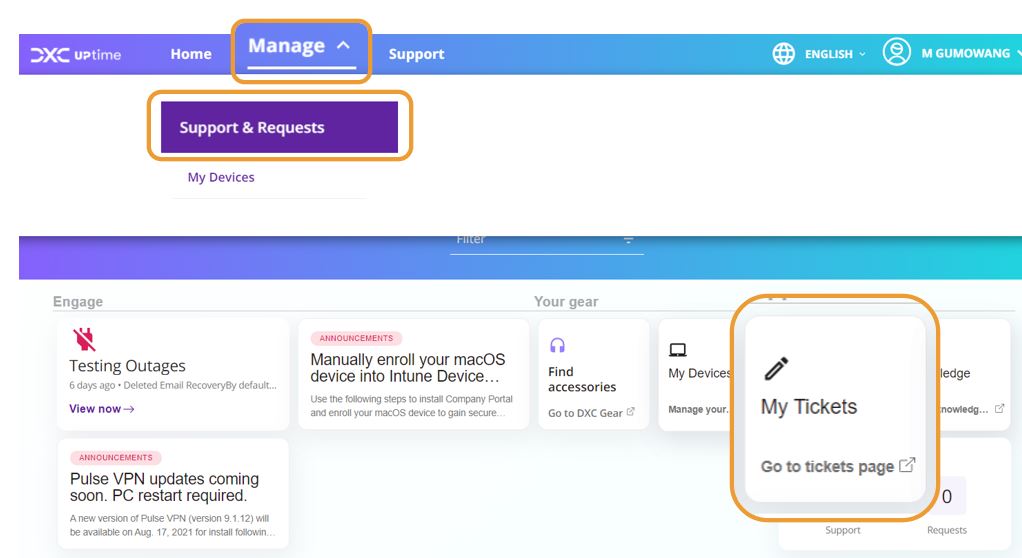 DXC UPtime
Home
Manage
Support
ENGLISH
M GUMOWANG
Support & Requests
My Devices
Filter
Engage
Your gear
Testing Outages
6 days ago • Deleted Email RecoveryBy default...
View now
ANNOUNCEMENTS
Manually enroll your macOS
device into Intune Device...
Use the following steps to install Company Portal
and enroll your macOS device to gain secure...
Find
accessories
Go to DXC Gear
My Devices
Manage your.
My Tickets
Go to tickets page
ledge
nowledg...
ANNOUNCEMENTS
Pulse VPN updates coming
soon. PC restart required.
A new version of Pulse VPN (version 9.1.12) will
be available on Aug. 17, 2021 for install followin...
0
Support
Requests